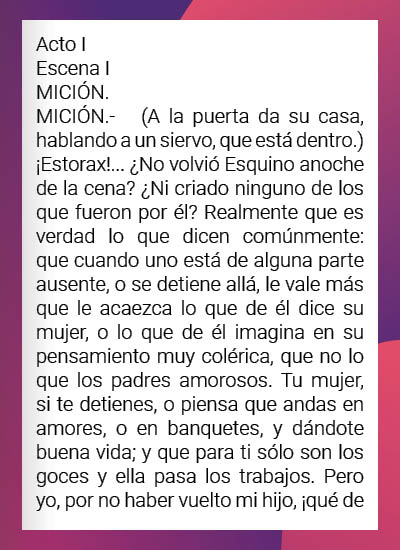 Acto I
Escena I
MICIÓN.
MICIÓN.- (A la puerta da su casa,
hablando a un siervo, que está dentro.)
¡Estorax!... ¿No volvió Esquino anoche
de la cena? ¿Ni criado ninguno de los
que fueron por él? Realmente que es
verdad lo que dicen comúnmente:
que cuando uno está de alguna parte
ausente, o se detiene allá, le vale más
que le acaezca lo que de él dice su
mujer, o lo que de él imagina en su
pensamiento muy colérica, que no lo
que los padres amorosos. Tu mujer,
si te detienes, o piensa que andas en
amores, o en banquetes, y dándote
buena vida; y que para ti sólo son los
goces y ella pasa los trabajos. Pero
yo, por no haber vuelto mi hijo, ¡qué de